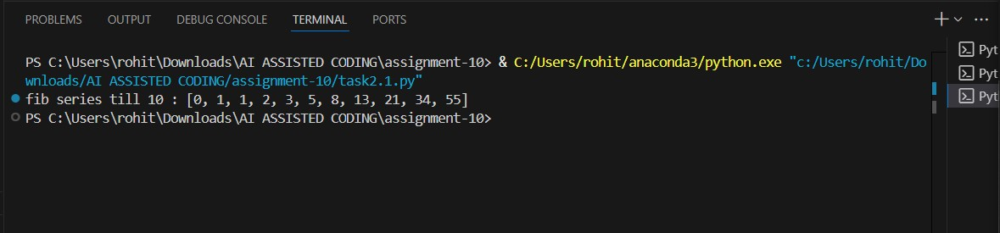 PROBLEMS OUTPUT DEBUG CONSOLE TERMINAL PORTS
PS C:\Users\rohit\Downloads\AI ASSISTED CODING\assignment-10> & C:/Users/rohit/anaconda3/python.exe "c:/Users/rohit/Do
wnloads/AI ASSISTED CODING/assignment-10/task2.1.py"
fib series till 10 : [0, 1, 1, 2, 3, 5, 8, 13, 21, 34, 55]
PS C:\Users\rohit\Downloads\AI ASSISTED CODING\assignment-10>
Pyt
Pyt
Pyt